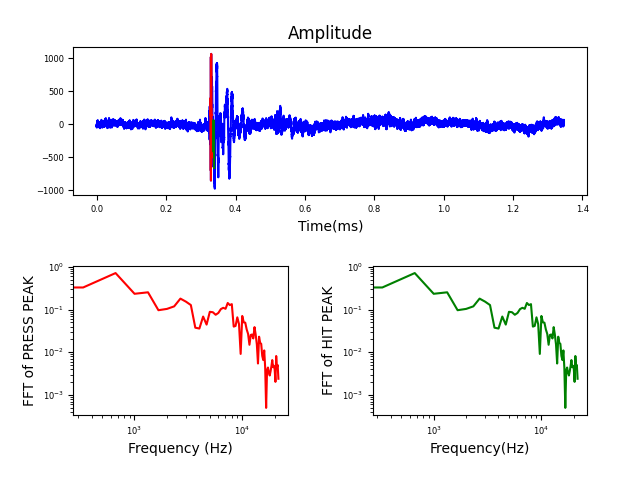 Amplitude
1000
500
0
−500
−1000
0.0 0.2 0.4 0.6 0.8 1.0 1.2 1.4
Time(ms)
FFT of PRESS PEAK
10⁰
10⁻¹
10⁻²
10⁻³
10³ 10⁴
Frequency (Hz)
FFT of HIT PEAK
10⁰
10⁻¹
10⁻²
10⁻³
10³ 10⁴
Frequency(Hz)